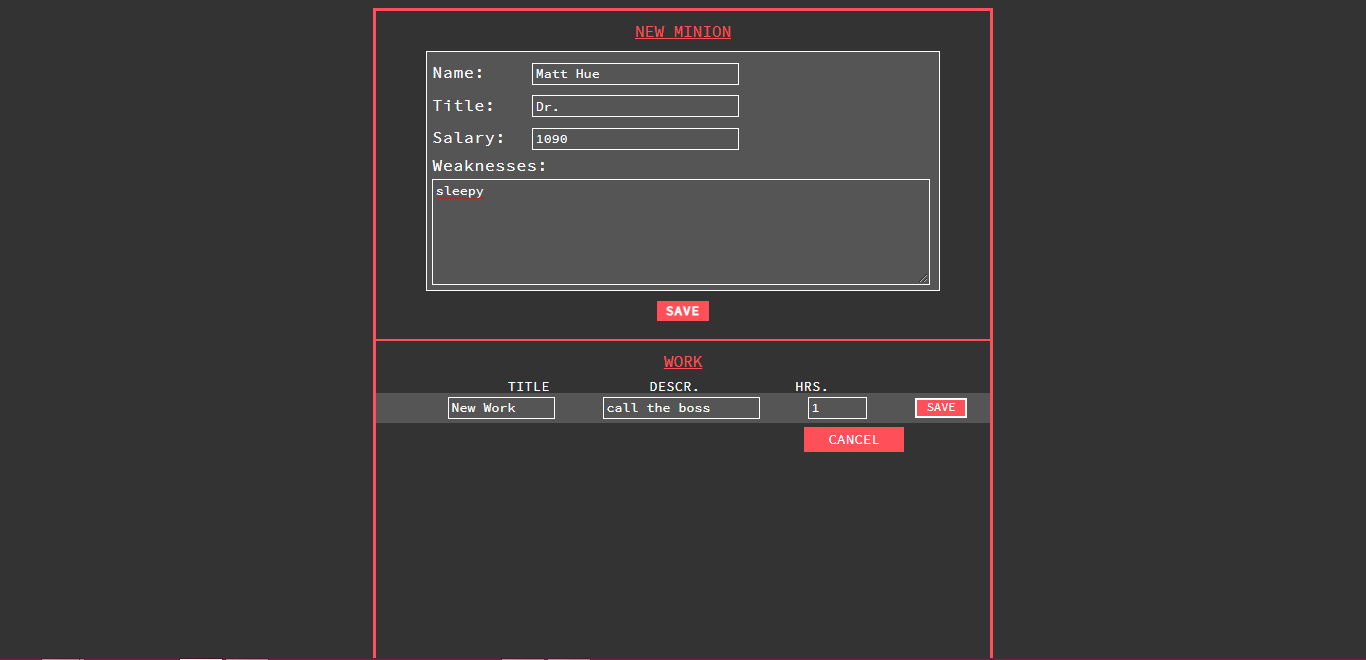 NEW MINION
Name: Matt Hue
Title: Dr.
Salary: 1090
Weaknesses:
sleepy
SAVE
WORK
TITLE DESCR. HRS.
New Work call the boss 1 SAVE
CANCEL